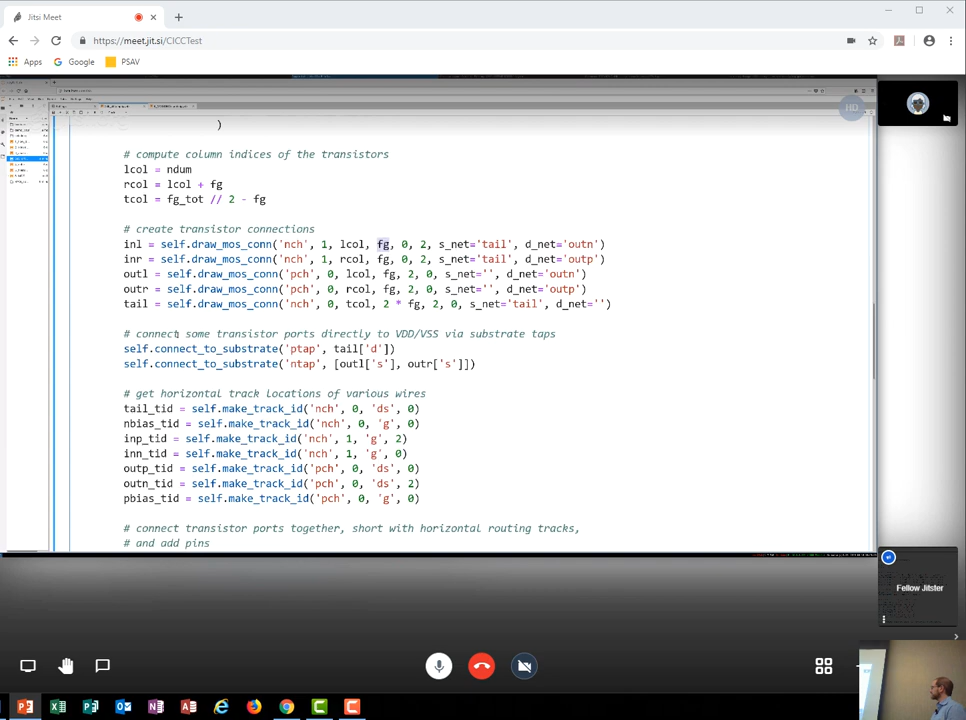 Jitsi Meet
https://meet.jit.si/CICCTest
Apps
Google
PSAV
HD
)
# compute column indices of the transistors
lcol = ndum
rcol = lcol + fg
tcol = fg_tot // 2 - fg
# create transistor connections
inl = self.draw_mos_conn('nch', 1, lcol, fg, 0, 2, s_net='tail', d_net='outn')
inr = self.draw_mos_conn('nch', 1, rcol, fg, 0, 2, s_net='tail', d_net='outp')
outl = self.draw_mos_conn('pch', 0, lcol, fg, 2, 0, s_net='', d_net='outn')
outr = self.draw_mos_conn('pch', 0, rcol, fg, 2, 0, s_net='', d_net='outp')
tail = self.draw_mos_conn('nch', 0, tcol, 2 * fg, 2, 0, s_net='tail', d_net='')
# connect some transistor ports directly to VDD/VSS via substrate taps
self.connect_to_substrate('ptap', tail['d'])
self.connect_to_substrate('ntap', [outl['s'], outr['s']])
# get horizontal track locations of various wires
tail_tid = self.make_track_id('nch', 0, 'ds', 0)
nbias_tid = self.make_track_id('nch', 0, 'g', 0)
inp_tid = self.make_track_id('nch', 1, 'g', 2)
inn_tid = self.make_track_id('nch', 1, 'g', 0)
outp_tid = self.make_track_id('pch', 0, 'ds', 0)
outn_tid = self.make_track_id('pch', 0, 'ds', 2)
pbias_tid = self.make_track_id('pch', 0, 'g', 0)
# connect transistor ports together, short with horizontal routing tracks,
# and add pins
Fellow Jitster